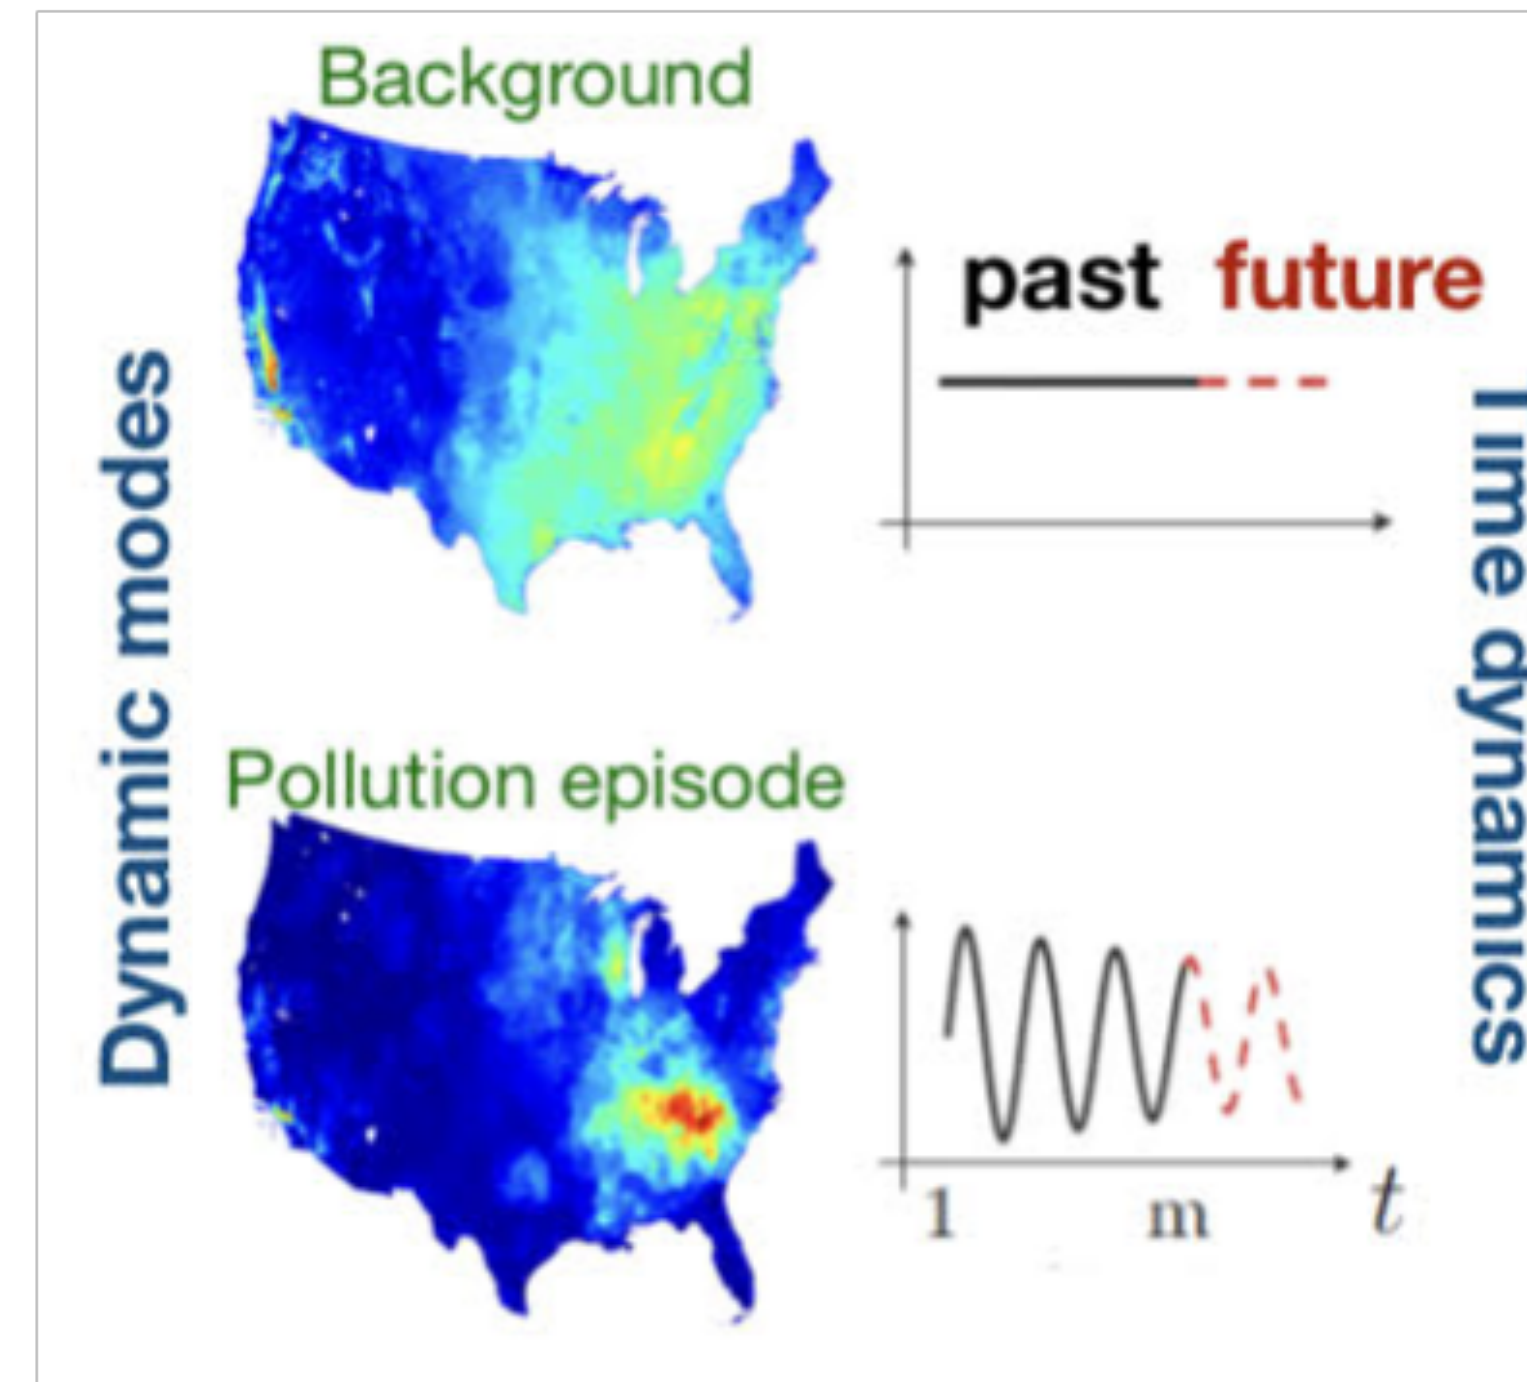 Background
past future
Dynamic modes
Time dynamics
Pollution episode
1 m t